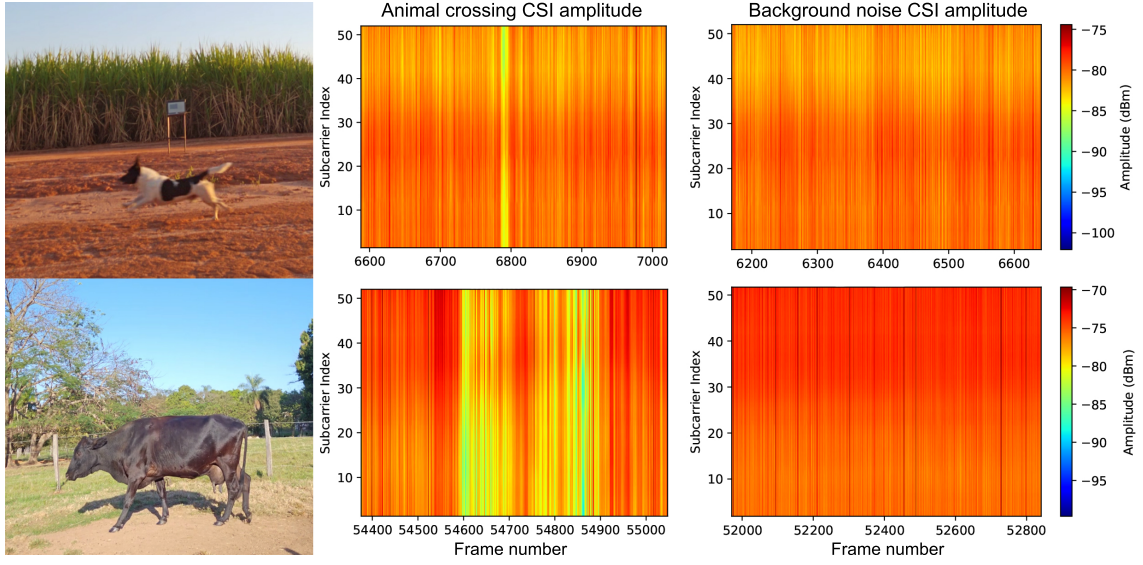 Animal crossing CSI amplitude
Background noise CSI amplitude
Subcarrier Index
50
40
30
20
10
6600 6700 6800 6900 7000
Subcarrier Index
50
40
30
20
10
6200 6300 6400 6500 6600
−75
−80
−85
−90
−95
−100
Amplitude (dBm)
Subcarrier Index
50
40
30
20
10
54400 54500 54600 54700 54800 54900 55000
Frame number
Subcarrier Index
50
40
30
20
10
52000 52200 52400 52600 52800
Frame number
−70
−75
−80
−85
−90
−95
Amplitude (dBm)